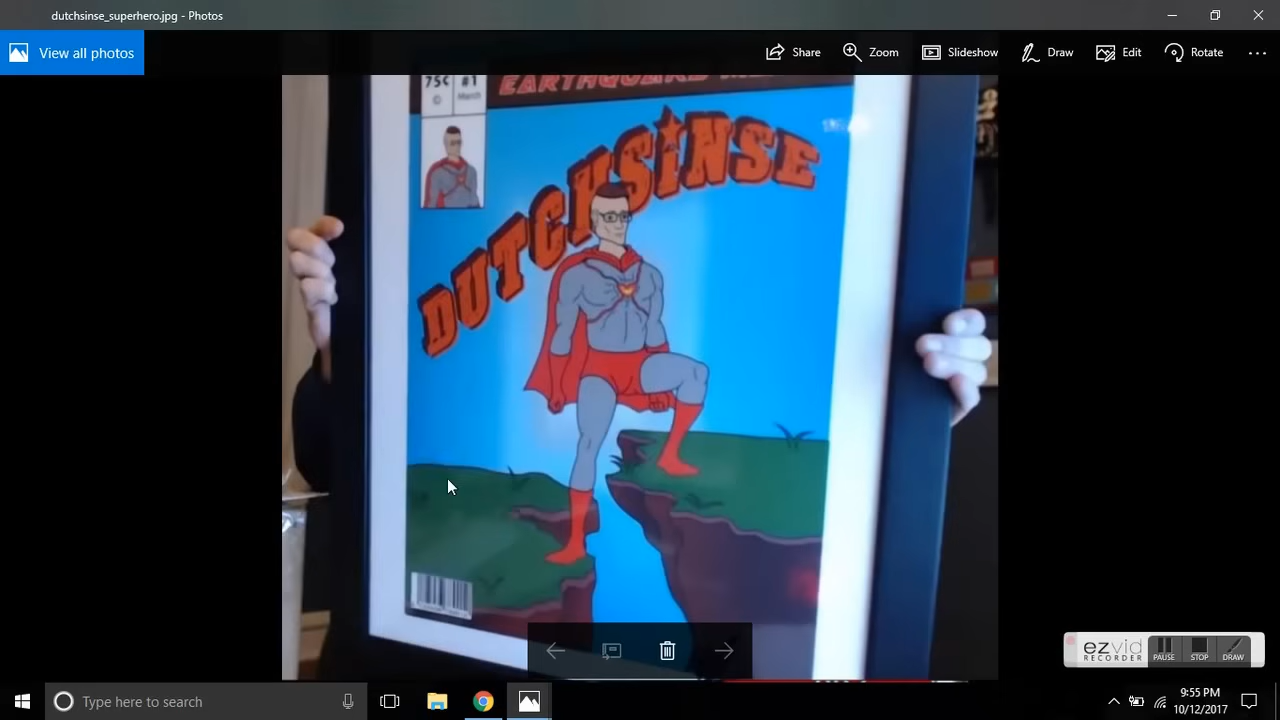 dutchsinse_superhero.jpg - Photos
View all photos
Share
Zoom
Slideshow
Draw
Edit
Rotate
75¢
#1
©
March
EARTHQUAKE
DUTCHSINSE
ezvid
RECORDER
PAUSE
STOP
DRAW
Type here to search
9:55 PM
10/12/2017